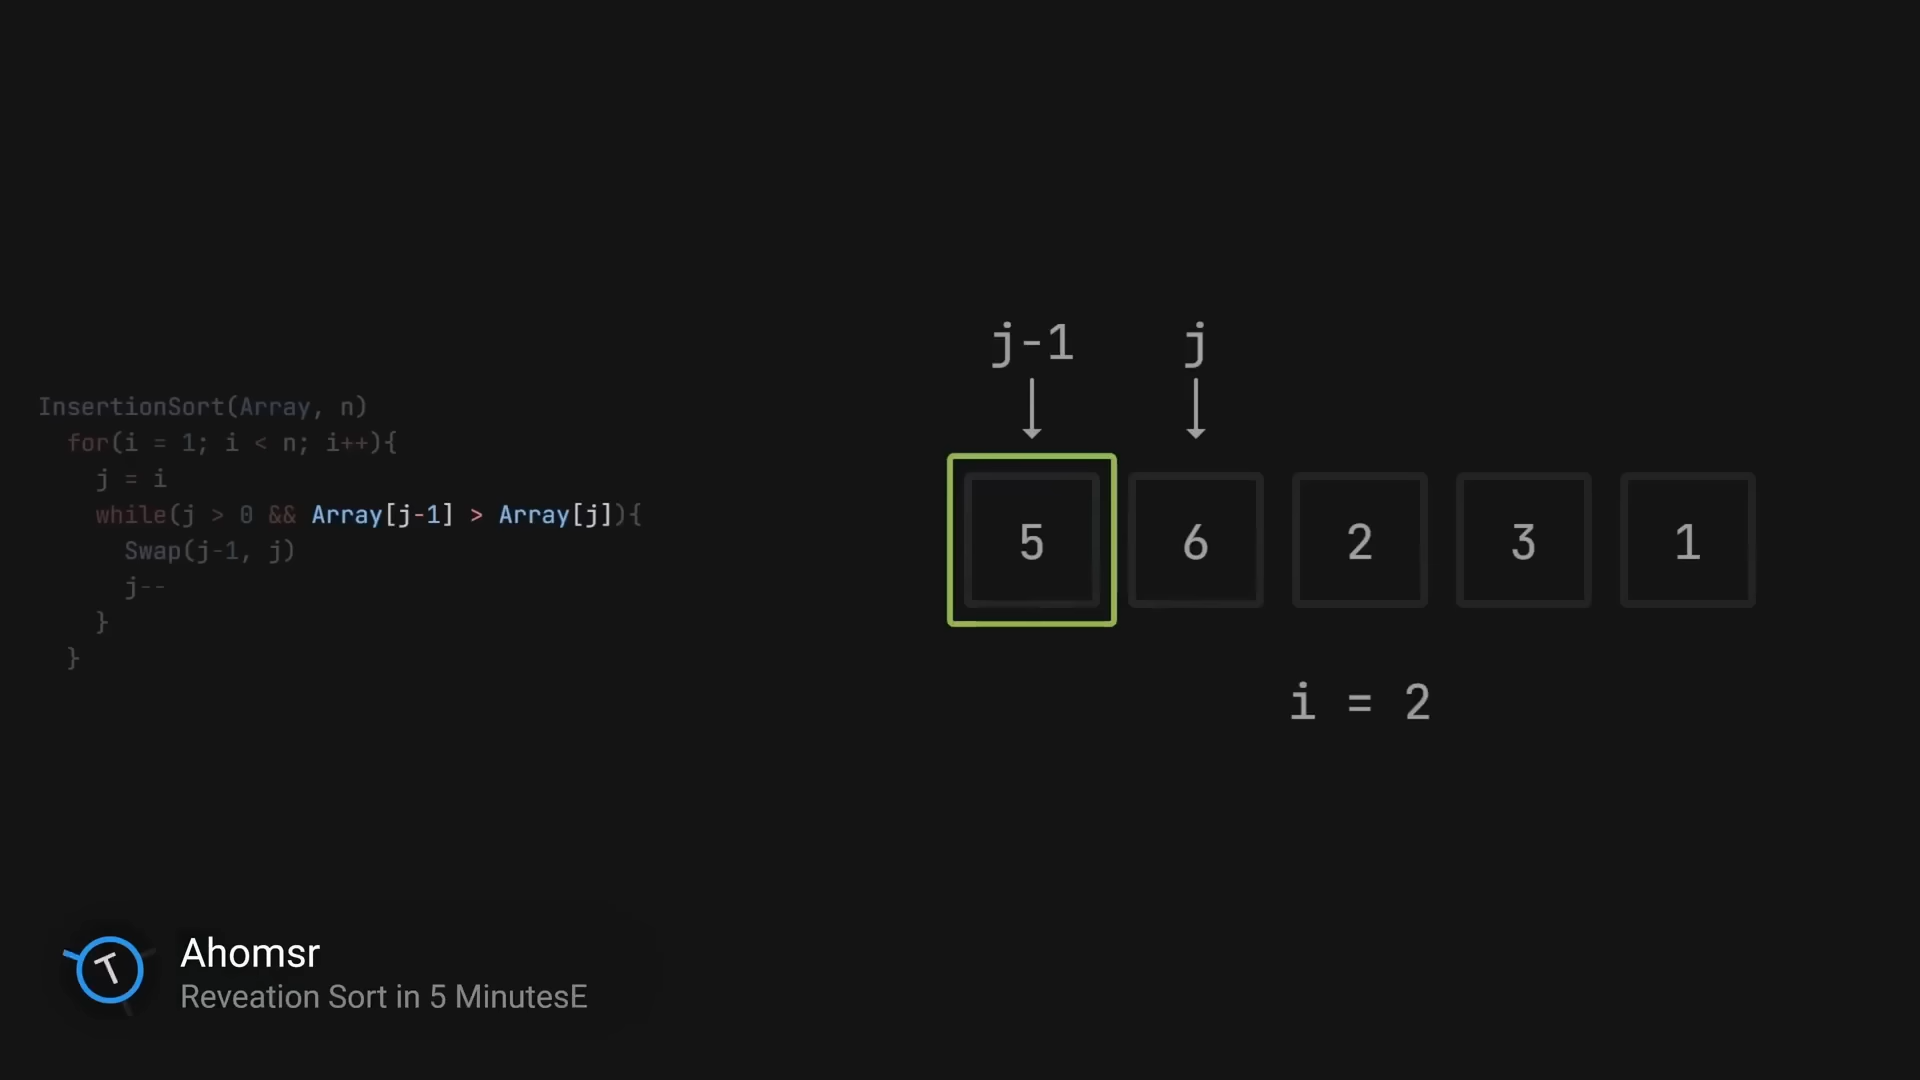 InsertionSort(Array, n)
for(i = 1; i < n; i++){
j = i
while(j > 0 && Array[j-1] > Array[j]){
Swap(j-1, j)
j--
}
}
j-1 j
5 6 2 3 1
i = 2
T
Ahomsr
Reveation Sort in 5 MinutesE